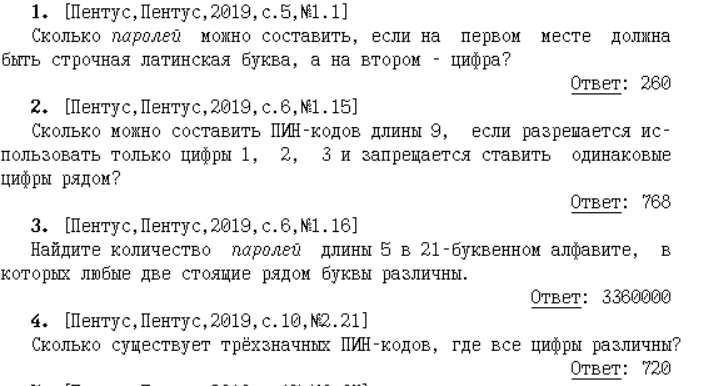 1. [Пентус,Пентус,2019,с.5,№1.1]
Сколько паролей можно составить, если на первом месте должна
быть строчная латинская буква, а на втором - цифра?
Ответ: 260
2. [Пентус,Пентус,2019,с.6,№1.15]
Сколько можно составить ПИН-кодов длины 9, если разрешается ис-
пользовать только цифры 1, 2, 3 и запрещается ставить одинаковые
цифры рядом?
Ответ: 768
3. [Пентус,Пентус,2019,с.6,№1.16]
Найдите количество паролей длины 5 в 21-буквенном алфавите, в
которых любые две стоящие рядом буквы различны.
Ответ: 3360000
4. [Пентус,Пентус,2019,с.10,№2.21]
Сколько существует трёхзначных ПИН-кодов, где все цифры различны?
Ответ: 720